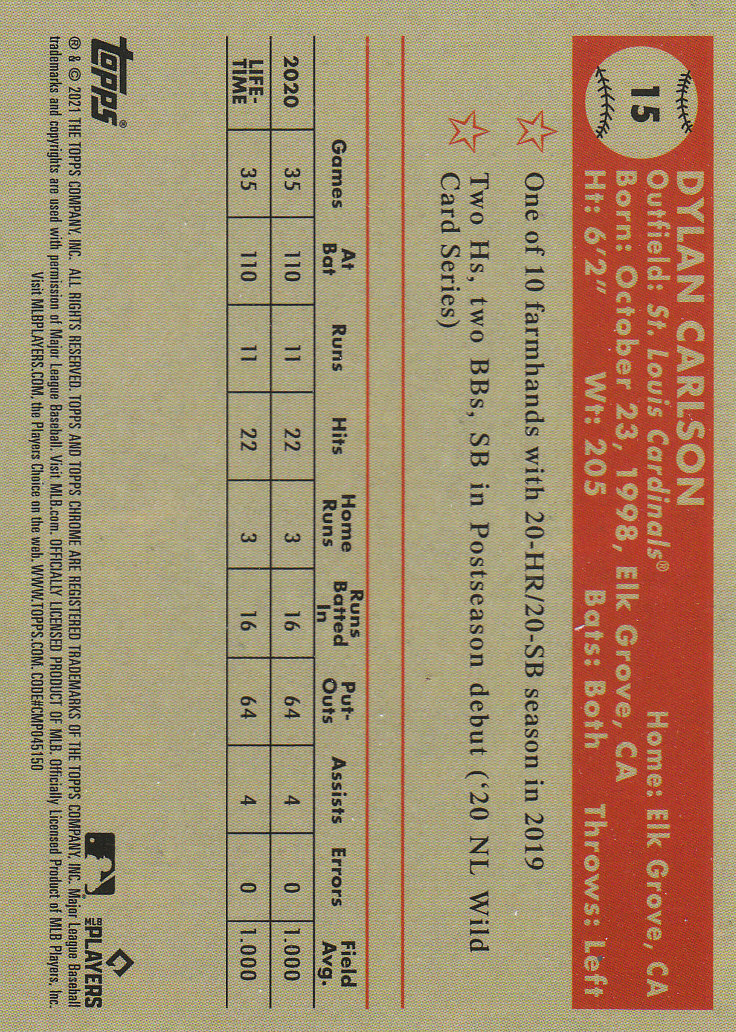 15
DYLAN CARLSON
Outfield: St. Louis Cardinals® Home: Elk Grove, CA
Born: October 23, 1998, Elk Grove, CA
Ht: 6'2" Wt: 205 Bats: Both Throws: Left
One of 10 farmhands with 20-HR/20-SB season in 2019
Two Hs, two BBs, SB in Postseason debut ('20 NL Wild
Card Series)
Games At Bat Runs Hits Home Runs Runs Batted In Put-Outs Assists Errors Field Avg.
2020 35 110 11 22 3 16 64 4 0 1.000
LIFE-TIME 35 110 11 22 3 16 64 4 0 1.000
topps®
MLB PLAYERS
® & © 2021 THE TOPPS COMPANY, INC. ALL RIGHTS RESERVED. TOPPS AND TOPPS CHROME ARE REGISTERED TRADEMARKS OF THE TOPPS COMPANY, INC. Major League Baseball
trademarks and copyrights are used with permission of Major League Baseball. Visit MLB.com. OFFICIALLY LICENSED PRODUCT OF MLB. Officially Licensed Product of MLB Players, Inc.
Visit MLBPLAYERS.COM, the Players Choice on the web. WWW.TOPPS.COM. CODE#CMP045150